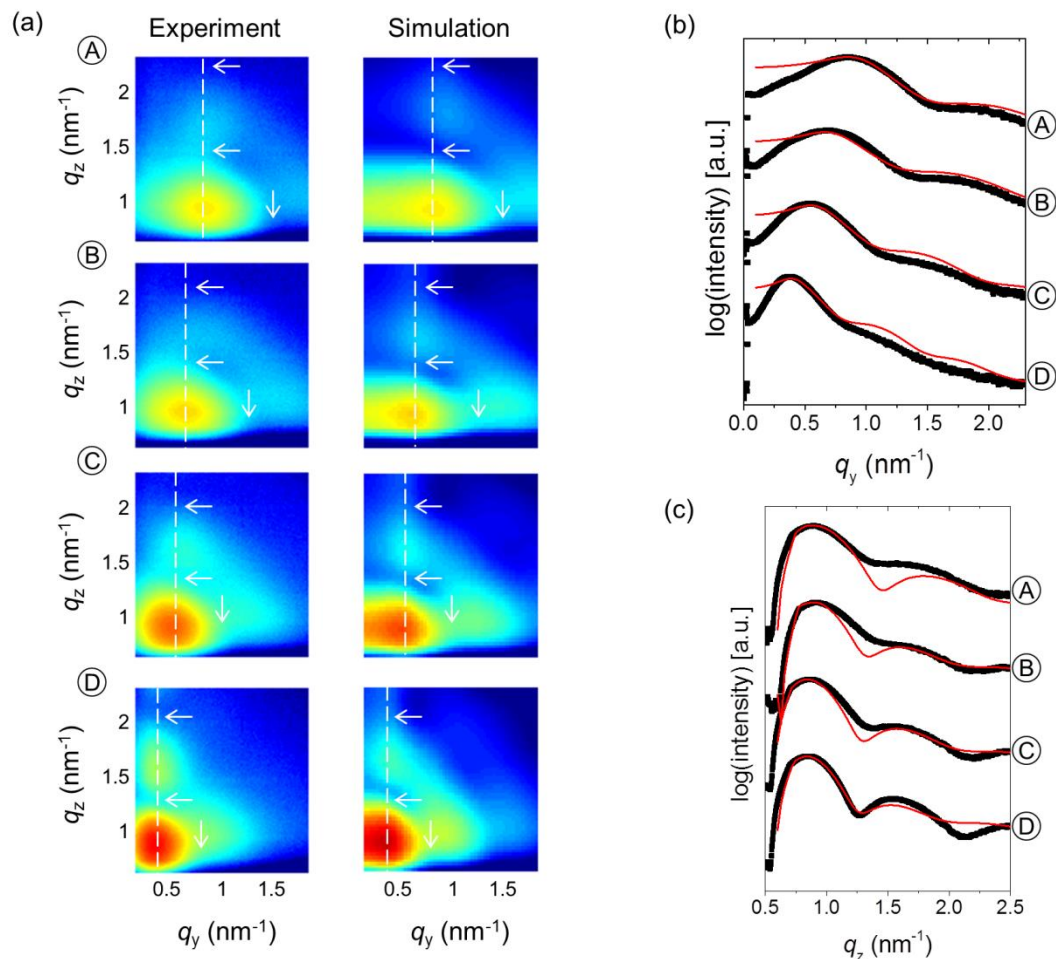 (a)
Experiment
Simulation
A
qz (nm-1)
2
1.5
1
B
qz (nm-1)
2
1.5
1
C
qz (nm-1)
2
1.5
1
D
qz (nm-1)
2
1.5
1
0.5 1 1.5
0.5 1 1.5
qy (nm-1)
qy (nm-1)
(b)
log(intensity) [a.u.]
A
B
C
D
0.0 0.5 1.0 1.5 2.0
qy (nm-1)
(c)
log(intensity) [a.u.]
A
B
C
D
0.5 1.0 1.5 2.0 2.5
qz (nm-1)